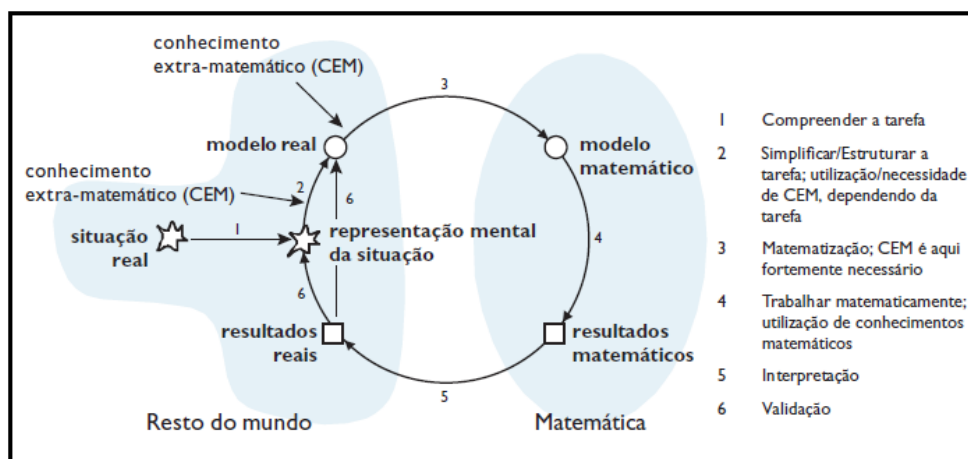 conhecimento
extra-matemático (CEM)
3
modelo real
modelo
matemático
conhecimento
extra-matemático (CEM)
2
6
situação
real
1
representação mental
da situação
4
6
resultados
reais
resultados
matemáticos
5
Resto do mundo
Matemática
1 Compreender a tarefa
2 Simplificar/Estruturar a
tarefa; utilização/necessidade
de CEM, dependendo da
tarefa
3 Matematização; CEM é aqui
fortemente necessário
4 Trabalhar matematicamente;
utilização de conhecimentos
matemáticos
5 Interpretação
6 Validação